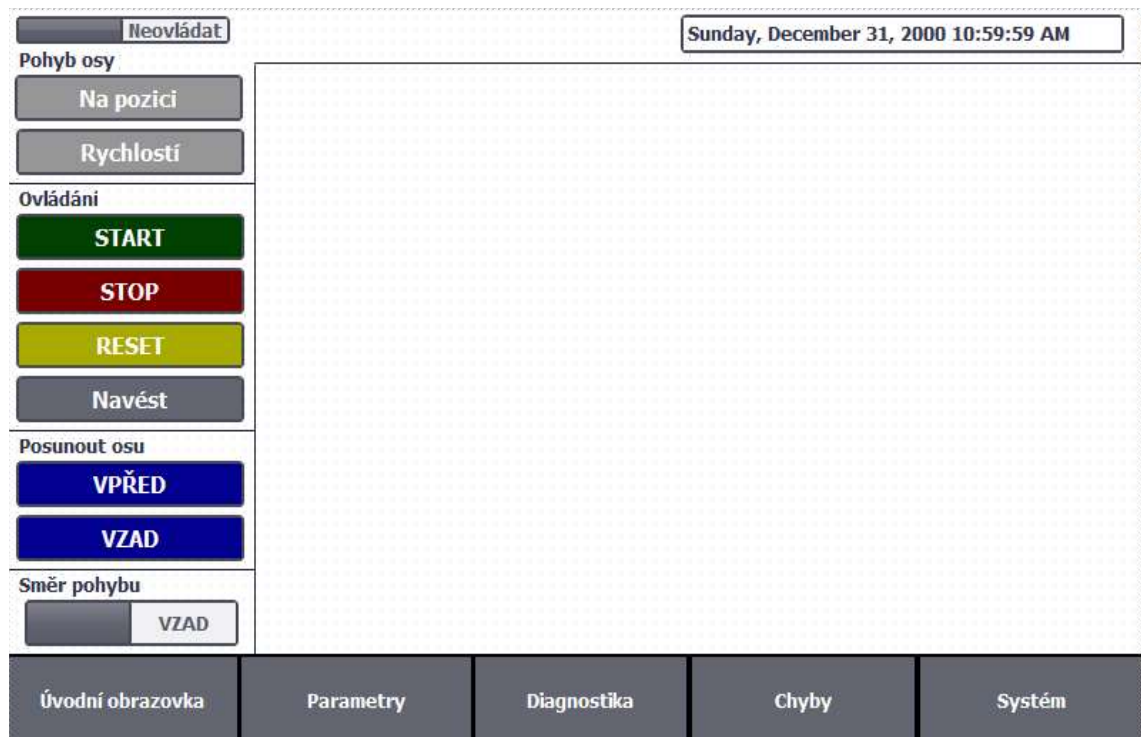 Neovládat
Sunday, December 31, 2000 10:59:59 AM
Pohyb osy
Na pozici
Rychlostí
Ovládání
START
STOP
RESET
Navést
Posunout osu
VPŘED
VZAD
Směr pohybu
VZAD
Úvodní obrazovka
Parametry
Diagnostika
Chyby
Systém